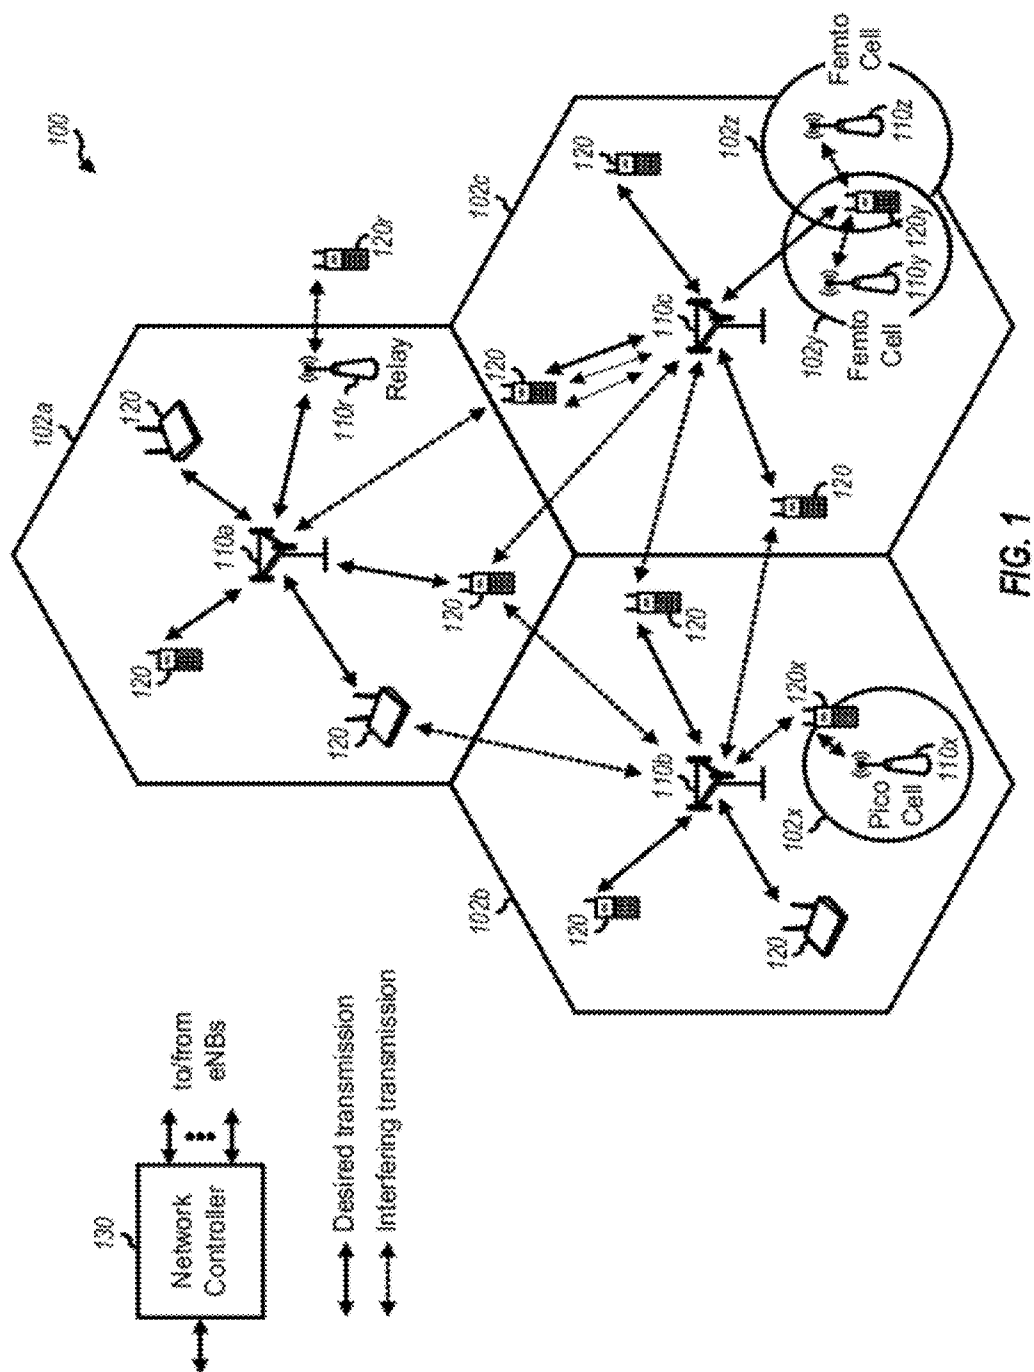 100
130
Network
Controller
to/from
eNBs
Desired transmission
Interfering transmission
102a
120
120
110a
120
110r
Relay
120r
120
120
102b
120
110b
120
120
102x
Pico
Cell
110x
120x
102c
120
110c
120
120
102y
Femto
Cell
110y
120y
102z
110z
Femto
Cell
FIG. 1